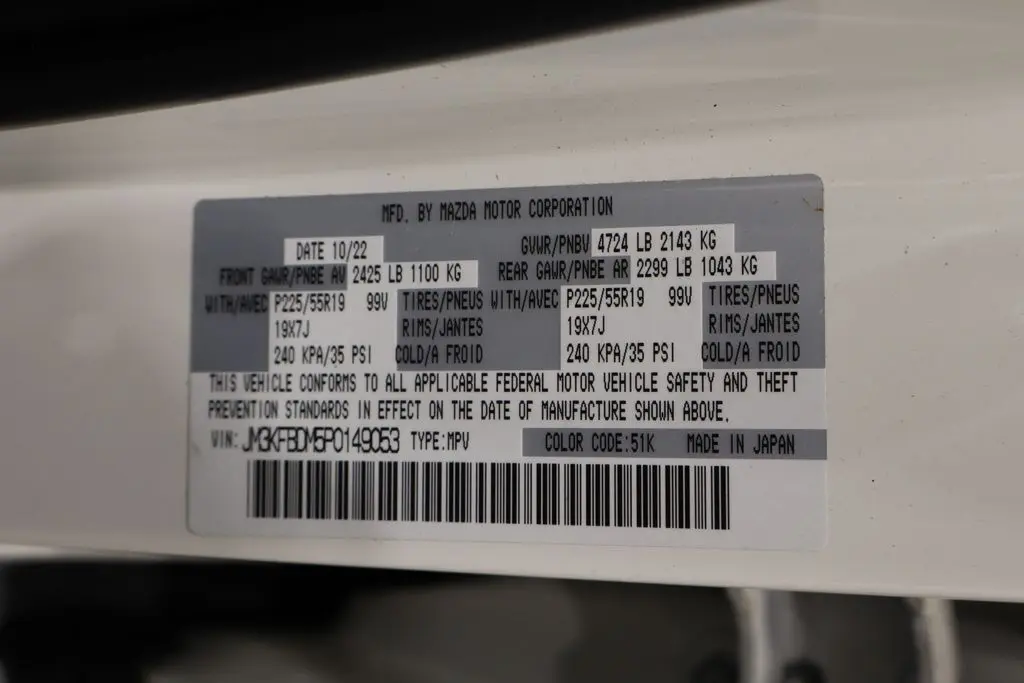 MFD. BY MAZDA MOTOR CORPORATION
DATE 10/22 GVWR/PNBV 4724 LB 2143 KG
FRONT GAWR/PNBE AV 2425 LB 1100 KG REAR GAWR/PNBE AR 2299 LB 1043 KG
WITH/AVEC P225/55R19 99V TIRES/PNEUS WITH/AVEC P225/55R19 99V TIRES/PNEUS
19X7J RIMS/JANTES 19X7J RIMS/JANTES
240 KPA/35 PSI COLD/A FROID 240 KPA/35 PSI COLD/A FROID
THIS VEHICLE CONFORMS TO ALL APPLICABLE FEDERAL MOTOR VEHICLE SAFETY AND THEFT
PREVENTION STANDARDS IN EFFECT ON THE DATE OF MANUFACTURE SHOWN ABOVE.
VIN: JM3KFBDM5P0149053 TYPE:MPV COLOR CODE:51K MADE IN JAPAN